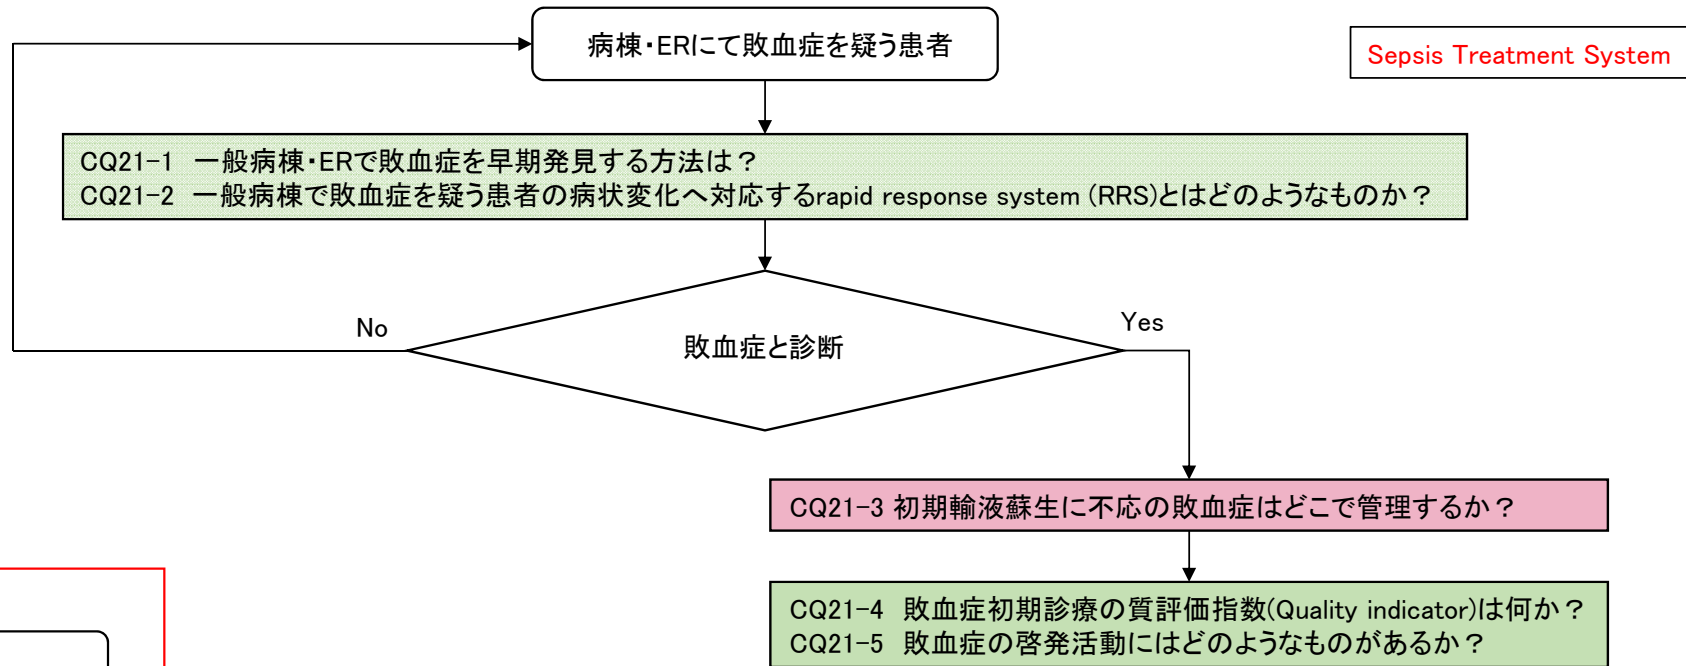 病棟・ERにて敗血症を疑う患者
Sepsis Treatment System
CQ21-1 一般病棟・ERで敗血症を早期発見する方法は？
CQ21-2 一般病棟で敗血症を疑う患者の病状変化へ対応するrapid response system (RRS)とはどのようなものか？
No
敗血症と診断
Yes
CQ21-3 初期輸液蘇生に不応の敗血症はどこで管理するか？
CQ21-4 敗血症初期診療の質評価指数(Quality indicator)は何か？
CQ21-5 敗血症の啓発活動にはどのようなものがあるか？